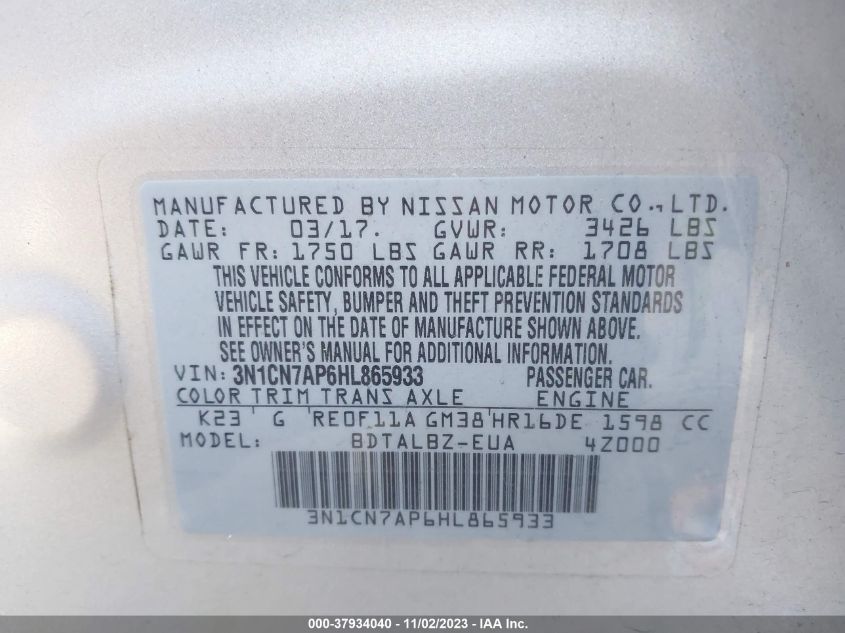 MANUFACTURED BY NISSAN MOTOR CO., LTD.
DATE: 03/17. GVWR: 3426 LBS
GAWR FR: 1750 LBS GAWR RR: 1708 LBS
THIS VEHICLE CONFORMS TO ALL APPLICABLE FEDERAL MOTOR
VEHICLE SAFETY, BUMPER AND THEFT PREVENTION STANDARDS
IN EFFECT ON THE DATE OF MANUFACTURE SHOWN ABOVE.
SEE OWNER'S MANUAL FOR ADDITIONAL INFORMATION.
VIN: 3N1CN7AP6HL865933 PASSENGER CAR.
COLOR TRIM TRANS AXLE ENGINE
K23 G RE0F11A GM38 HR16DE 1598 CC
MODEL: BDTALBZ-EUA 4Z000
3N1CN7AP6HL865933
000-37934040 - 11/02/2023 - IAA Inc.